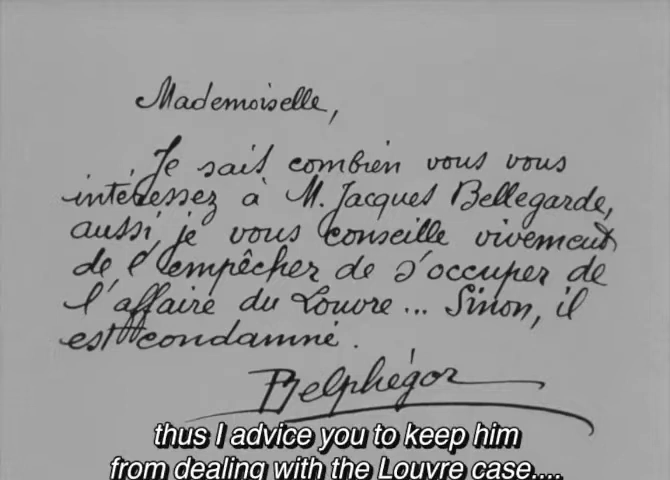 Mademoiselle,
Je sait combien vous vous
intéressez à M. Jacques Bellegarde,
aussi, je vous conseille vivement
de l'empêcher de s'occuper de
l'affaire du Louvre... Sinon, il
est condamné.
Belphégor
thus I advice you to keep him
from dealing with the Louvre case....